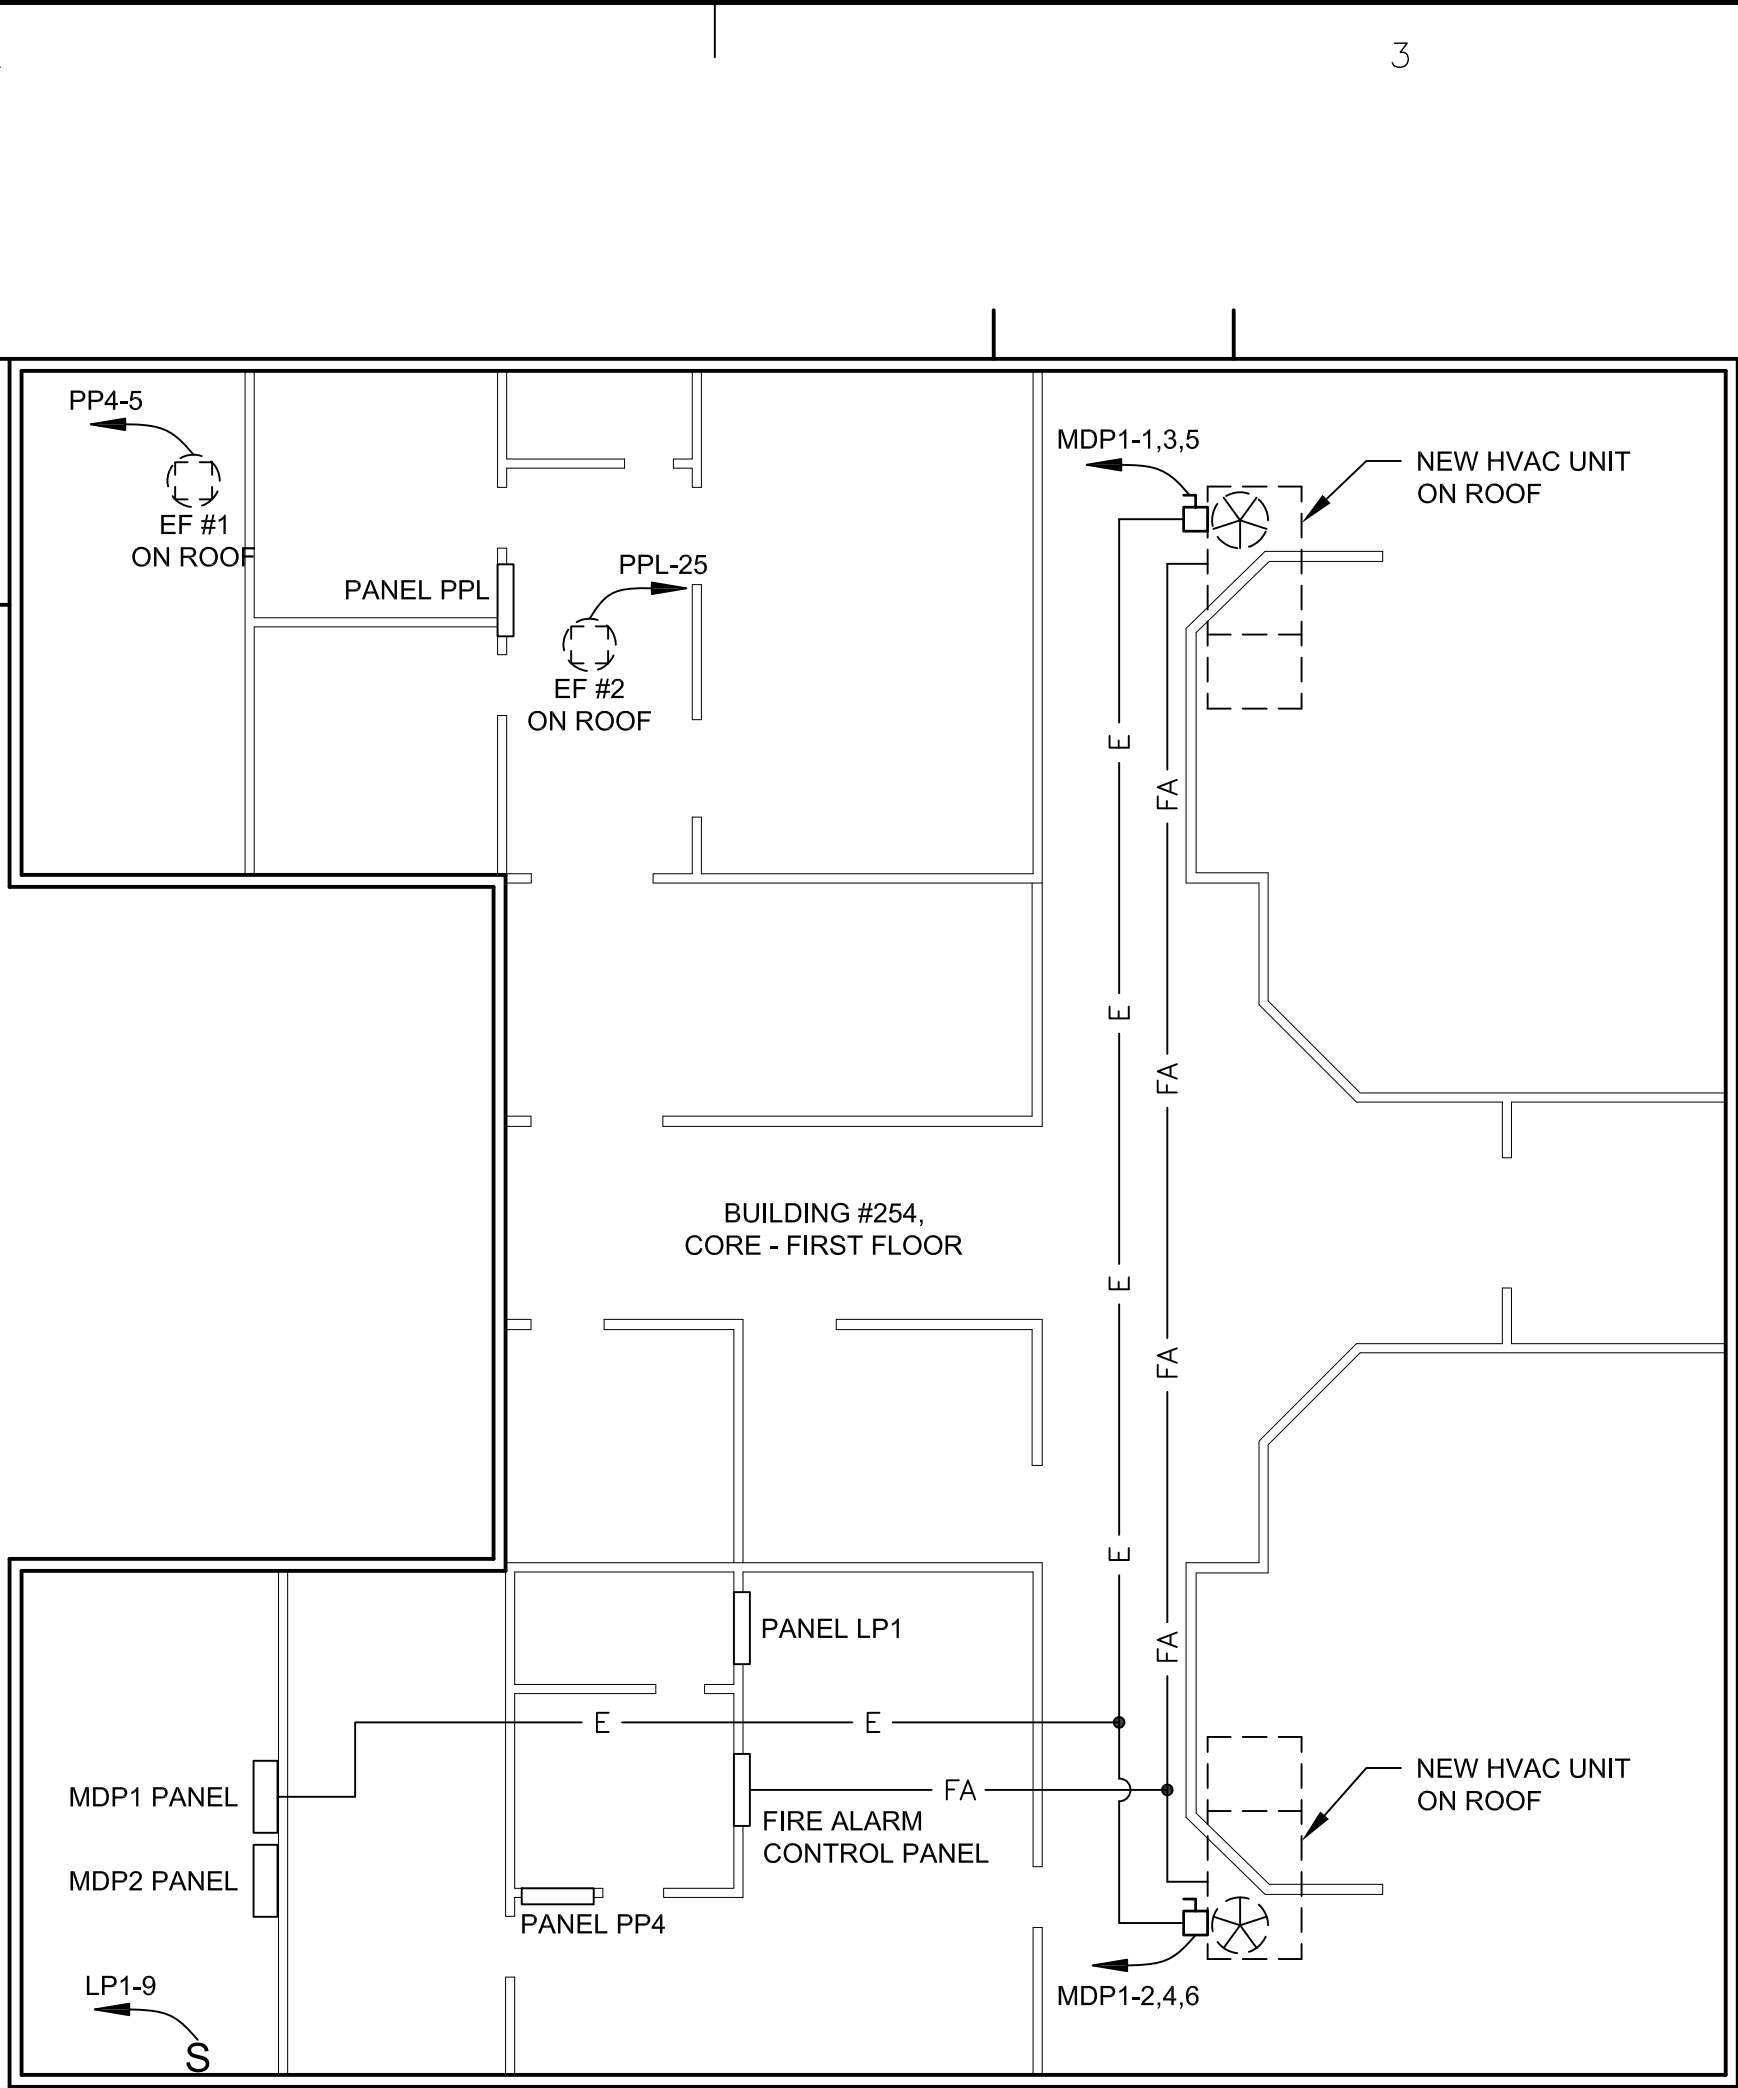 3
PP4-5
EF #1
ON ROOF
PANEL PPL
PPL-25
EF #2
ON ROOF
MDP1-1,3,5
NEW HVAC UNIT
ON ROOF
E
FA
E
FA
BUILDING #254,
CORE - FIRST FLOOR
E
FA
E
PANEL LP1
FA
E
E
MDP1 PANEL
FA
FIRE ALARM
CONTROL PANEL
NEW HVAC UNIT
ON ROOF
MDP2 PANEL
PANEL PP4
LP1-9
S
MDP1-2,4,6